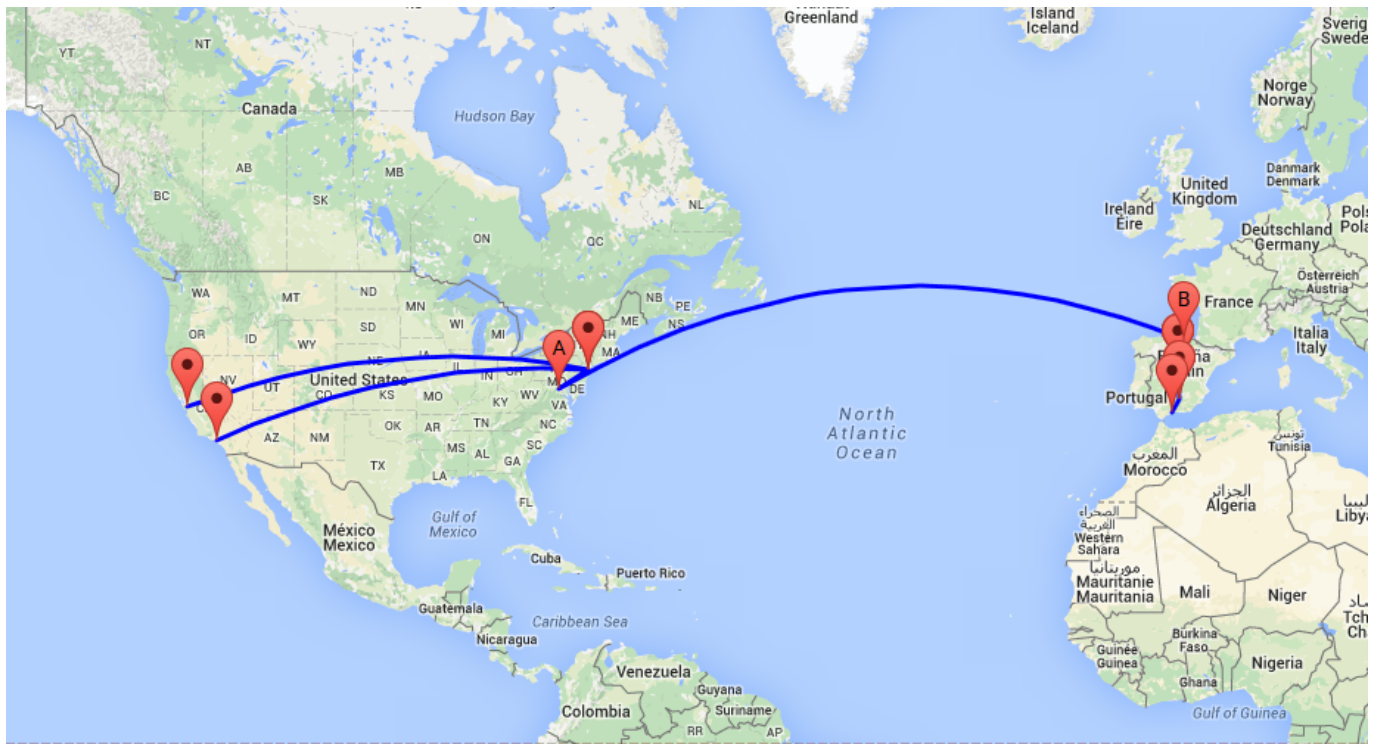 Greenland
Island
Iceland
Sverig
Swede
YT
NT
Norge
Norway
Canada
Hudson Bay
AB
MB
BC
SK
NL
ON
QC
Danmark
Denmark
United
Kingdom
Ireland
Éire
Pols
Pola
Deutschland
Germany
Österreich
Austria
WA
MT
ND
MN
NB
PE
ME
NS
B
France
OR
ID
SD
WI
MI
NH
WY
A
MA
Italia
Italy
NV
UT
United States
IN
OH
MD
DE
Portugal
CO
KS
MO
KY
WV
VA
AZ
NM
OK
AR
TN
NC
MS
AL
SC
GA
TX
LA
FL
North
Atlantic
Ocean
تونس
Tunisia
المغرب
Morocco
الجزائر
Algeria
ليبيا
Liby
الصحراء
الغربية
Western
Sahara
Gulf of
Mexico
México
Mexico
Cuba
Puerto Rico
موريتانيا
Mauritanie
Mauritania
Mali
Niger
Tch
Ch
Guatemala
Caribbean Sea
Nicaragua
Burkina
Faso
Guinée
Guinea
Nigeria
Ghana
Venezuela
Guyana
Suriname
Colombia
RR
AP
Gulf of Guinea